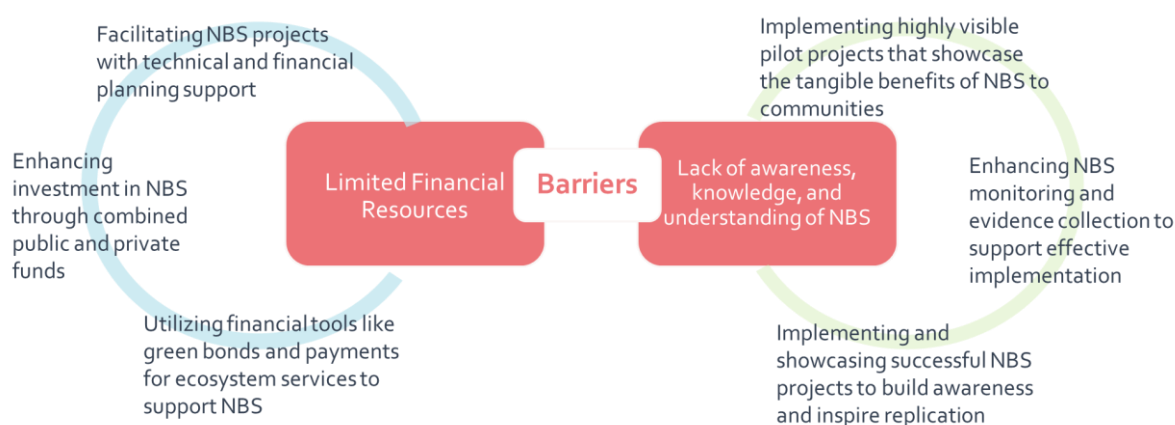 Facilitating NBS projects
with technical and financial
planning support
Enhancing
investment in NBS
through combined
public and private
funds
Utilizing financial tools like
green bonds and payments
for ecosystem services to
support NBS
Limited Financial
Resources
Barriers
Lack of awareness,
knowledge, and
understanding of NBS
Implementing highly visible
pilot projects that showcase
the tangible benefits of NBS to
communities
Enhancing NBS
monitoring and
evidence collection to
support effective
implementation
Implementing and
showcasing successful NBS
projects to build awareness
and inspire replication